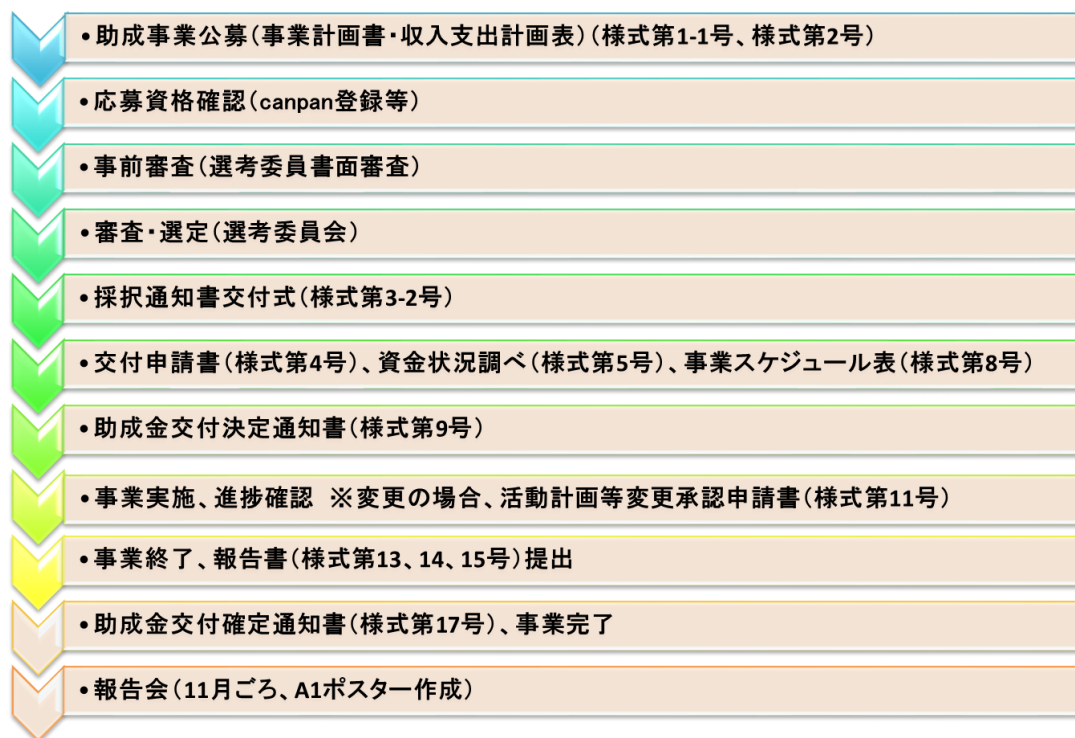 •助成事業公募(事業計画書・収入支出計画表)(様式第1-1号、様式第2号)
•応募資格確認(canpan登録等)
•事前審査(選考委員書面審査)
•審査・選定(選考委員会)
•採択通知書交付式(様式第3-2号)
•交付申請書(様式第4号)、資金状況調べ(様式第5号)、事業スケジュール表(様式第8号)
•助成金交付決定通知書(様式第9号)
•事業実施、進捗確認 ※変更の場合、活動計画等変更承認申請書(様式第11号)
•事業終了、報告書(様式第13、14、15号)提出
•助成金交付確定通知書(様式第17号)、事業完了
•報告会(11月ごろ、A1ポスター作成)